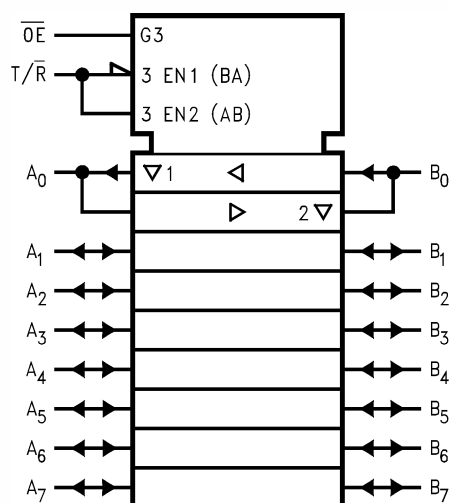 O̅E̅ G3
T/R̅ 3 EN1 (BA)
3 EN2 (AB)
A0 ▽ 1 ◁ B0
▷ 2 ▽
A1 B1
A2 B2
A3 B3
A4 B4
A5 B5
A6 B6
A7 B7